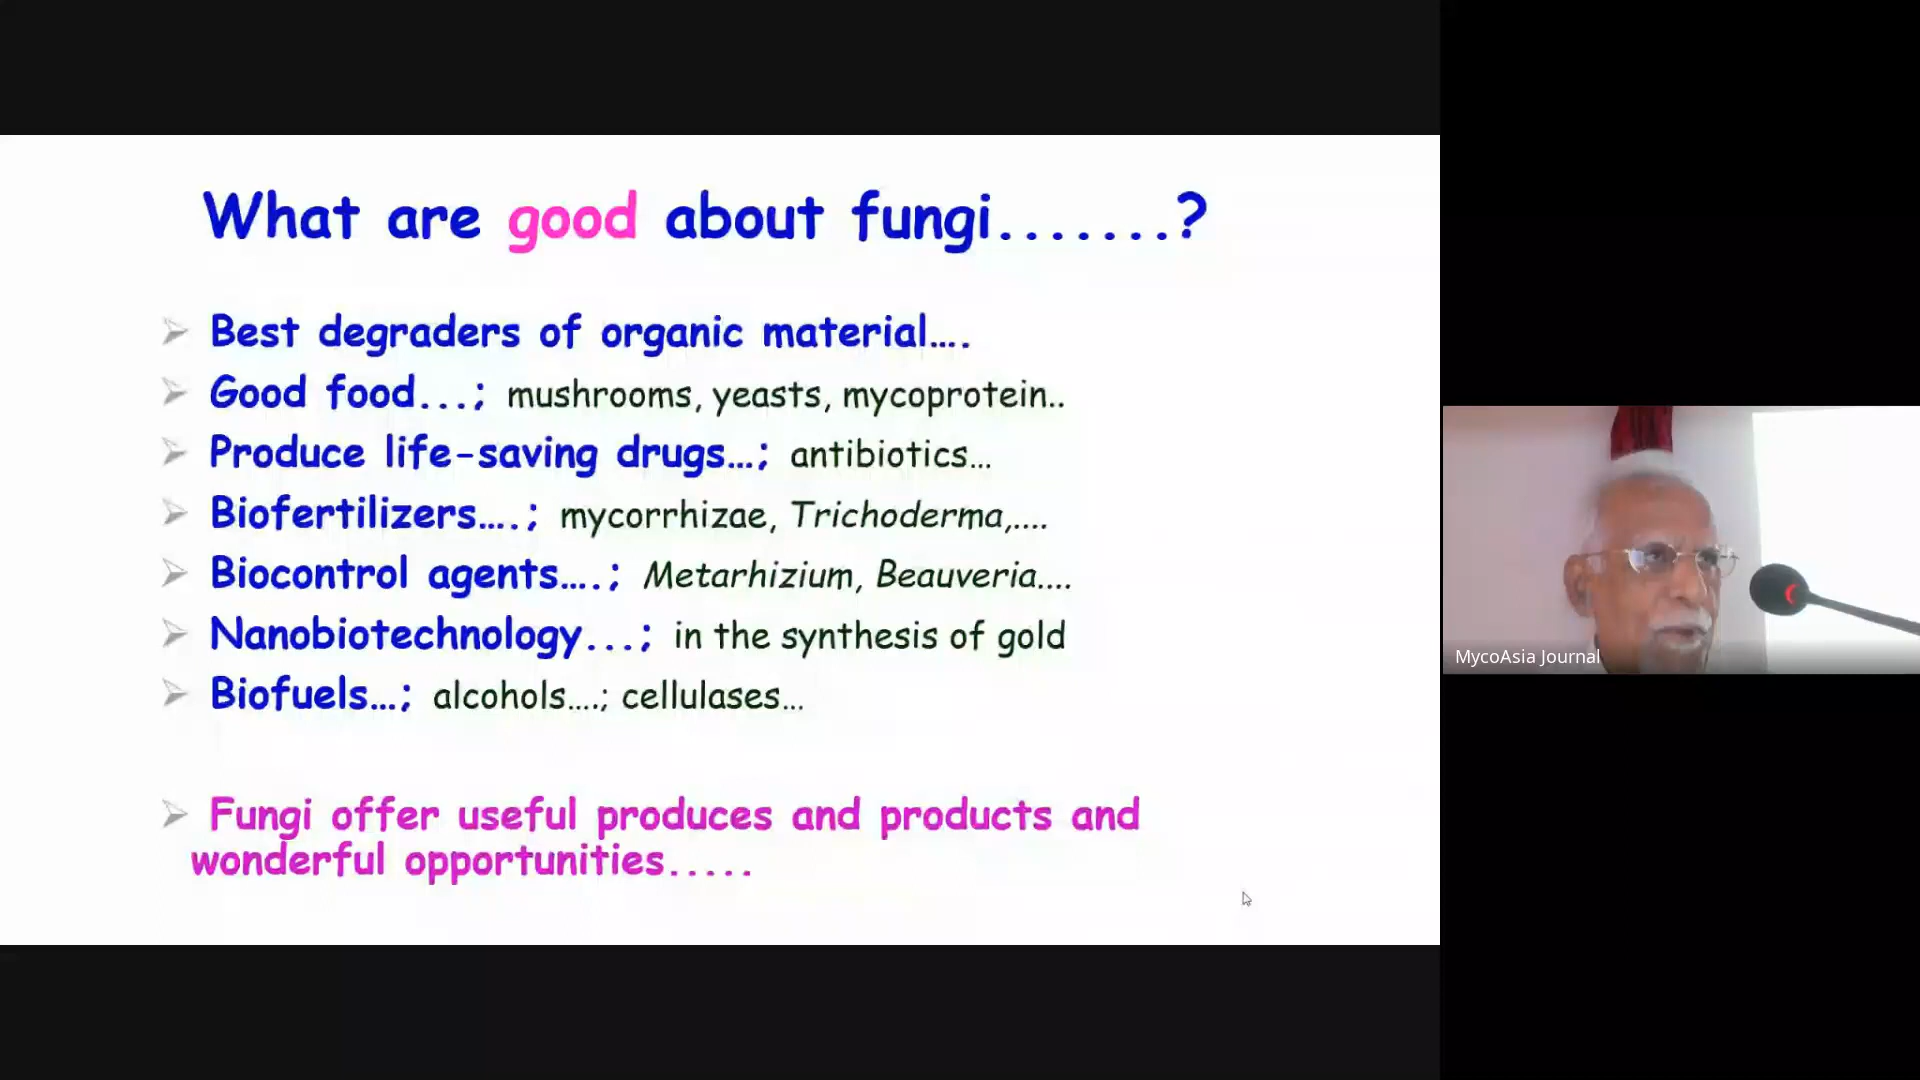 What are good about fungi.......?
Best degraders of organic material….
Good food...; mushrooms, yeasts, mycoprotein..
Produce life-saving drugs…; antibiotics…
Biofertilizers….; mycorrhizae, Trichoderma,....
Biocontrol agents….; Metarhizium, Beauveria....
Nanobiotechnology...; in the synthesis of gold
Biofuels…; alcohols….; cellulases…
Fungi offer useful produces and products and
wonderful opportunities.....
MycoAsia Journal